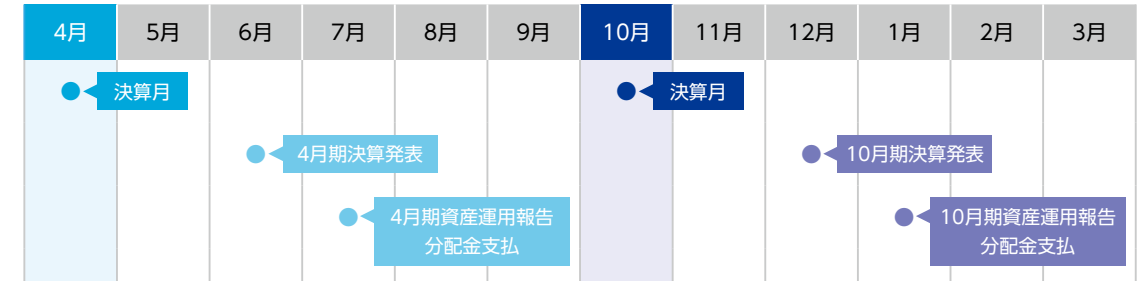 4月 5月 6月 7月 8月 9月 10月 11月 12月 1月 2月 3月
決算月 決算月
4月期決算発表 10月期決算発表
4月期資産運用報告 10月期資産運用報告
分配金支払 分配金支払